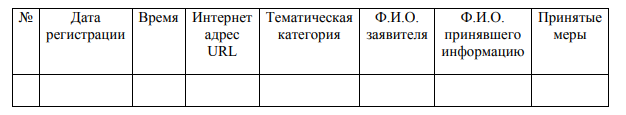 №
Дата
регистрации
Время
Интернет
адрес
URL
Тематическая
категория
Ф.И.О.
заявителя
Ф.И.О.
принявшего
информацию
Принятые
меры